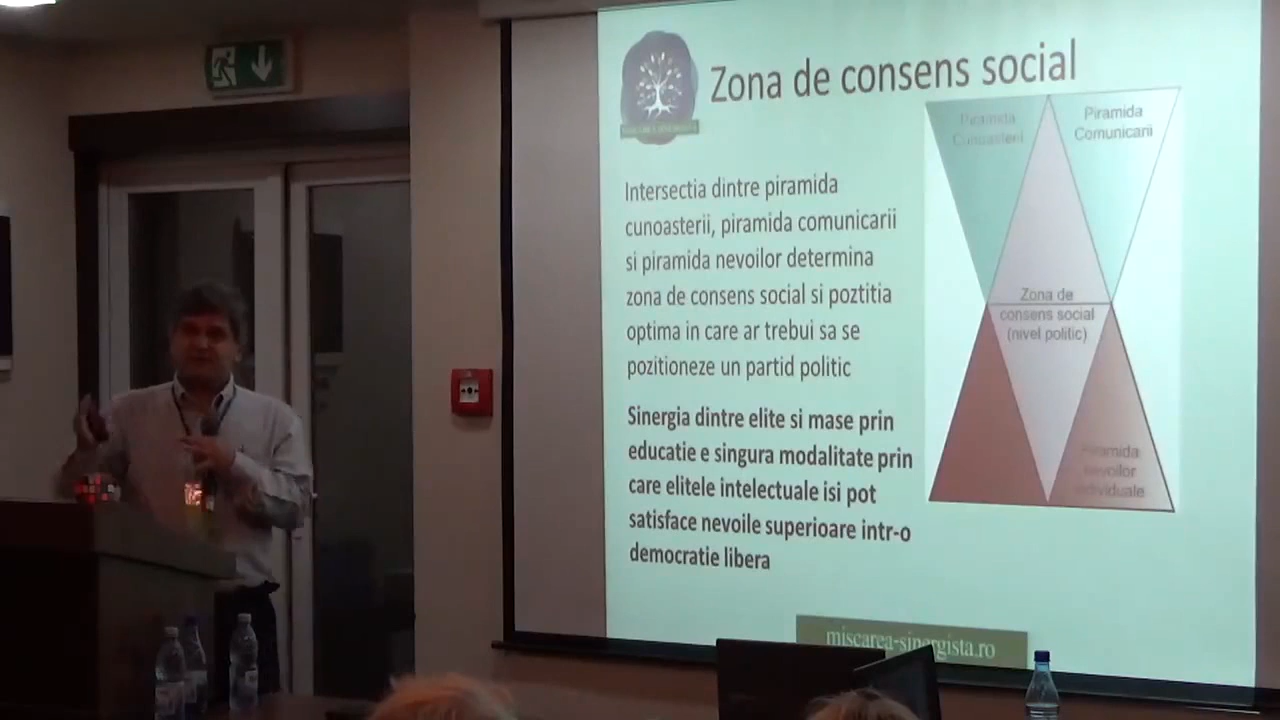 Zona de consens social
Intersectia dintre piramida
cunoasterii, piramida comunicarii
si piramida nevoilor determina
zona de consens social si poztitia
optima in care ar trebui sa se
pozitioneze un partid politic
Sinergia dintre elite si mase prin
educatie e singura modalitate prin
care elitele intelectuale isi pot
satisface nevoile superioare intr-o
democratie libera
Piramida
Cunoasterii
Piramida
Comunicarii
Zona de
consens social
(nivel politic)
Piramida
nevoilor
individuale
miscarea-sinergista.ro